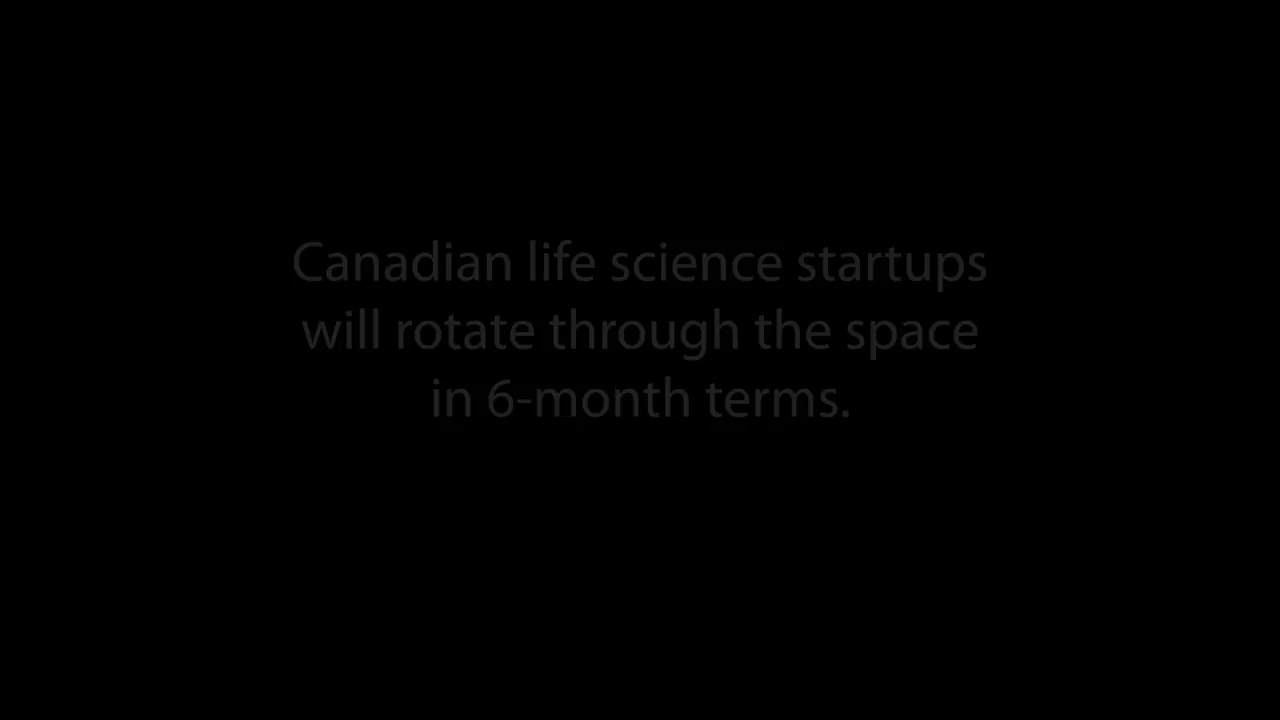 Canadian life science startups
will rotate through the space
in 6-month terms.